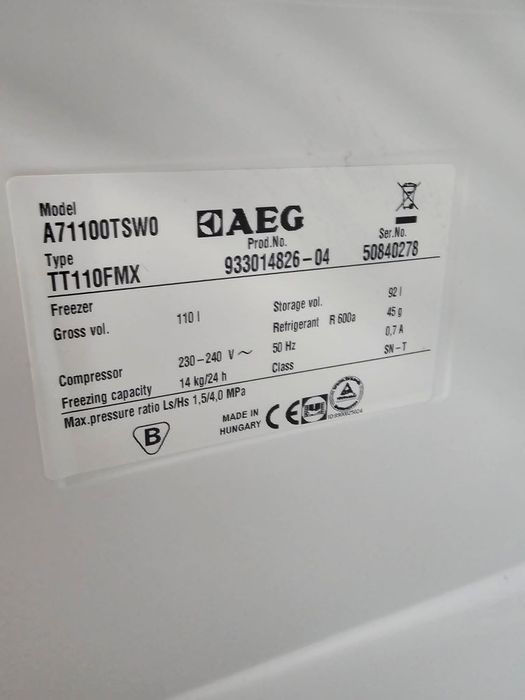 Model
A71100TSW0
AEG
Type
TT110FMX
Prod.No.
933014826-04
Ser.No.
50840278
Freezer
Gross vol. 110 l
Storage vol. 92 l
Refrigerant R 600a 45 g
Compressor 230-240 V ~ 50 Hz 0,7 A
Freezing capacity 14 kg/24 h Class SN-T
Max.pressure ratio Ls/Hs 1,5/4,0 MPa
B
MADE IN
HUNGARY
CE